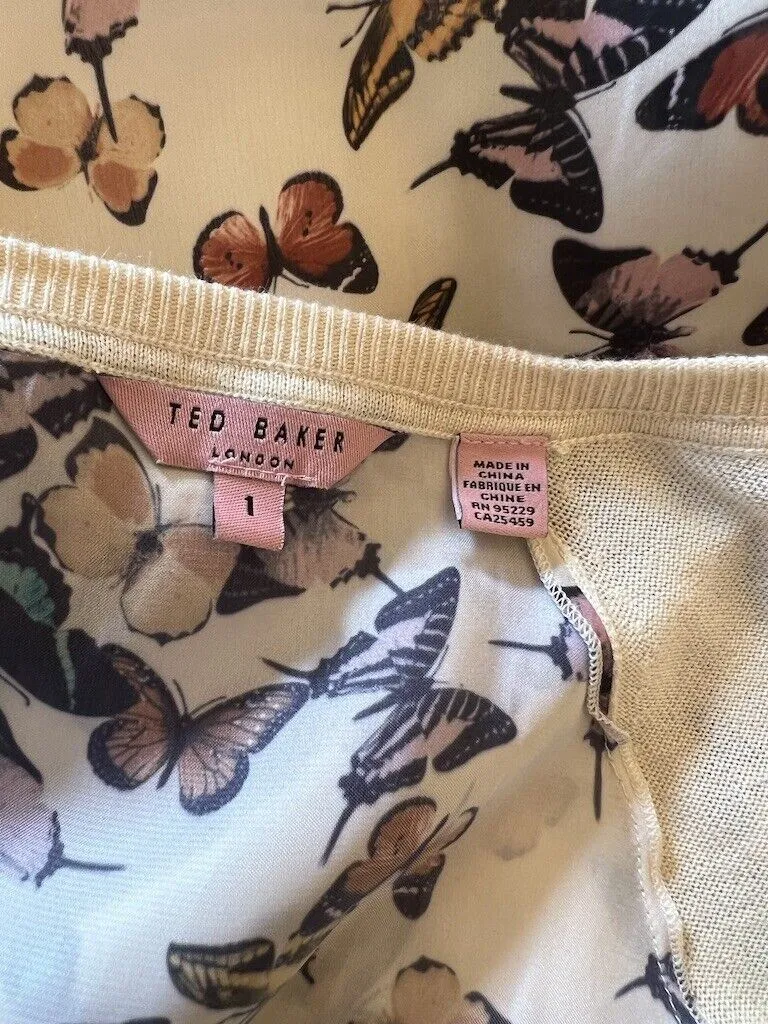 TED BAKER
LONDON
1
MADE IN
CHINA
FABRIQUE EN
CHINE
RN 95229
CA25459